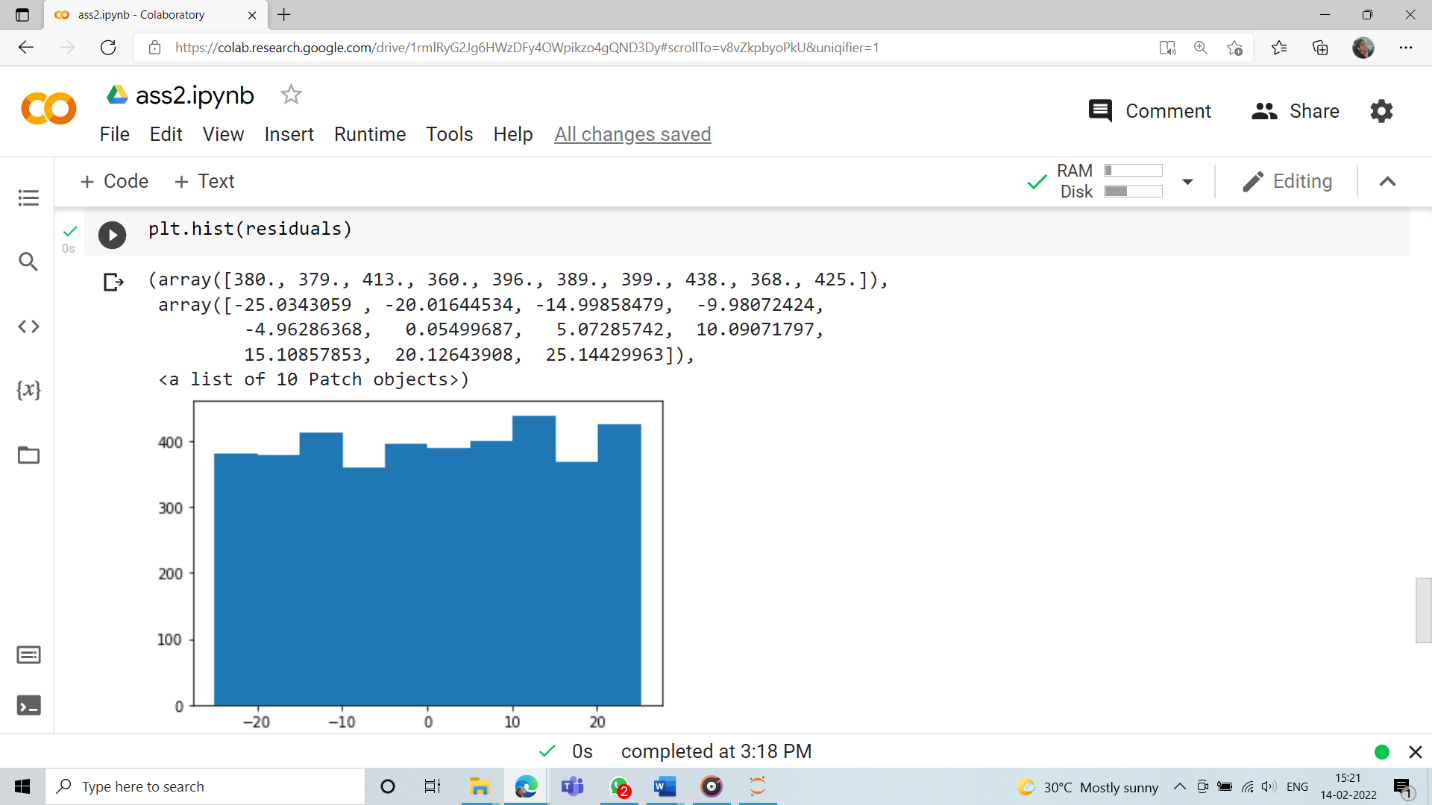 ass2.ipynb - Colaboratory
https://colab.research.google.com/drive/1rmIRyG2Jg6HWzDFy4OWpikzo4gQND3Dy#scrollTo=v8vZkpbyoPkU&uniqifier=1
ass2.ipynb
Comment Share
File Edit View Insert Runtime Tools Help All changes saved
+ Code + Text
RAM
Disk
Editing
plt.hist(residuals)
0s
(array([380., 379., 413., 360., 396., 389., 399., 438., 368., 425.]),
array([-25.0343059 , -20.01644534, -14.99858479, -9.98072424,
-4.96286368, 0.05499687, 5.07285742, 10.09071797,
15.10857853, 20.12643908, 25.14429963]),
<a list of 10 Patch objects>)
{x}
400
300
200
100
0
−20 −10 0 10 20
0s completed at 3:18 PM
Type here to search
2
30°C Mostly sunny
ENG
15:21
14-02-2022
1